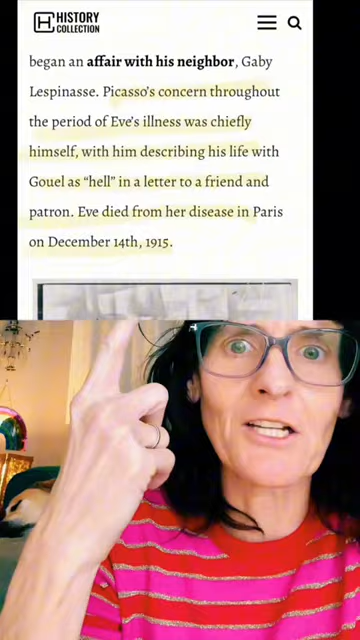 HISTORY
COLLECTION
began an affair with his neighbor, Gaby
Lespinasse. Picasso's concern throughout
the period of Eve's illness was chiefly
himself, with him describing his life with
Gouel as "hell" in a letter to a friend and
patron. Eve died from her disease in Paris
on December 14th, 1915.